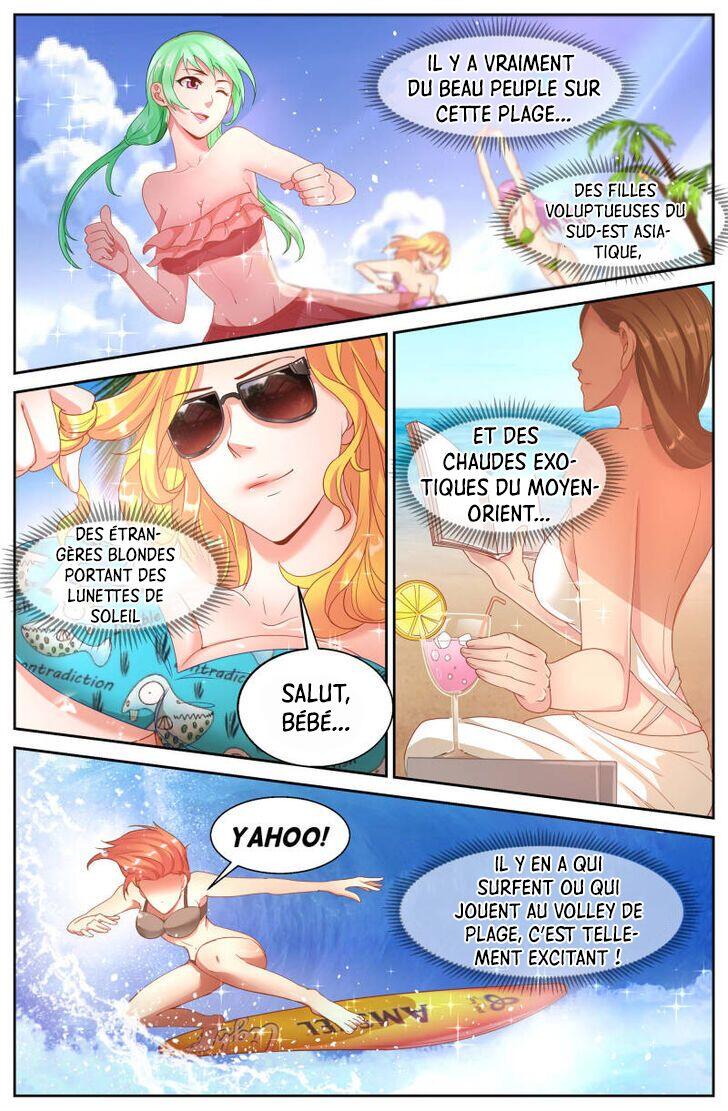 IL Y A VRAIMENT
DU BEAU PEUPLE SUR
CETTE PLAGE...
DES FILLES
VOLUPTUEUSES DU
SUD-EST ASIA-
TIQUE,
ET DES
CHAUDES EXO-
TIQUES DU MOYEN-
ORIENT...
DES ÉTRAN-
GÈRES BLONDES
PORTANT DES
LUNETTES DE
SOLEIL
ntradiction
ontradiction
SALUT,
BÉBÉ...
YAHOO!
IL Y EN A QUI
SURFENT OU QUI
JOUENT AU VOLLEY DE
PLAGE, C'EST TELLE-
MENT EXCITANT !